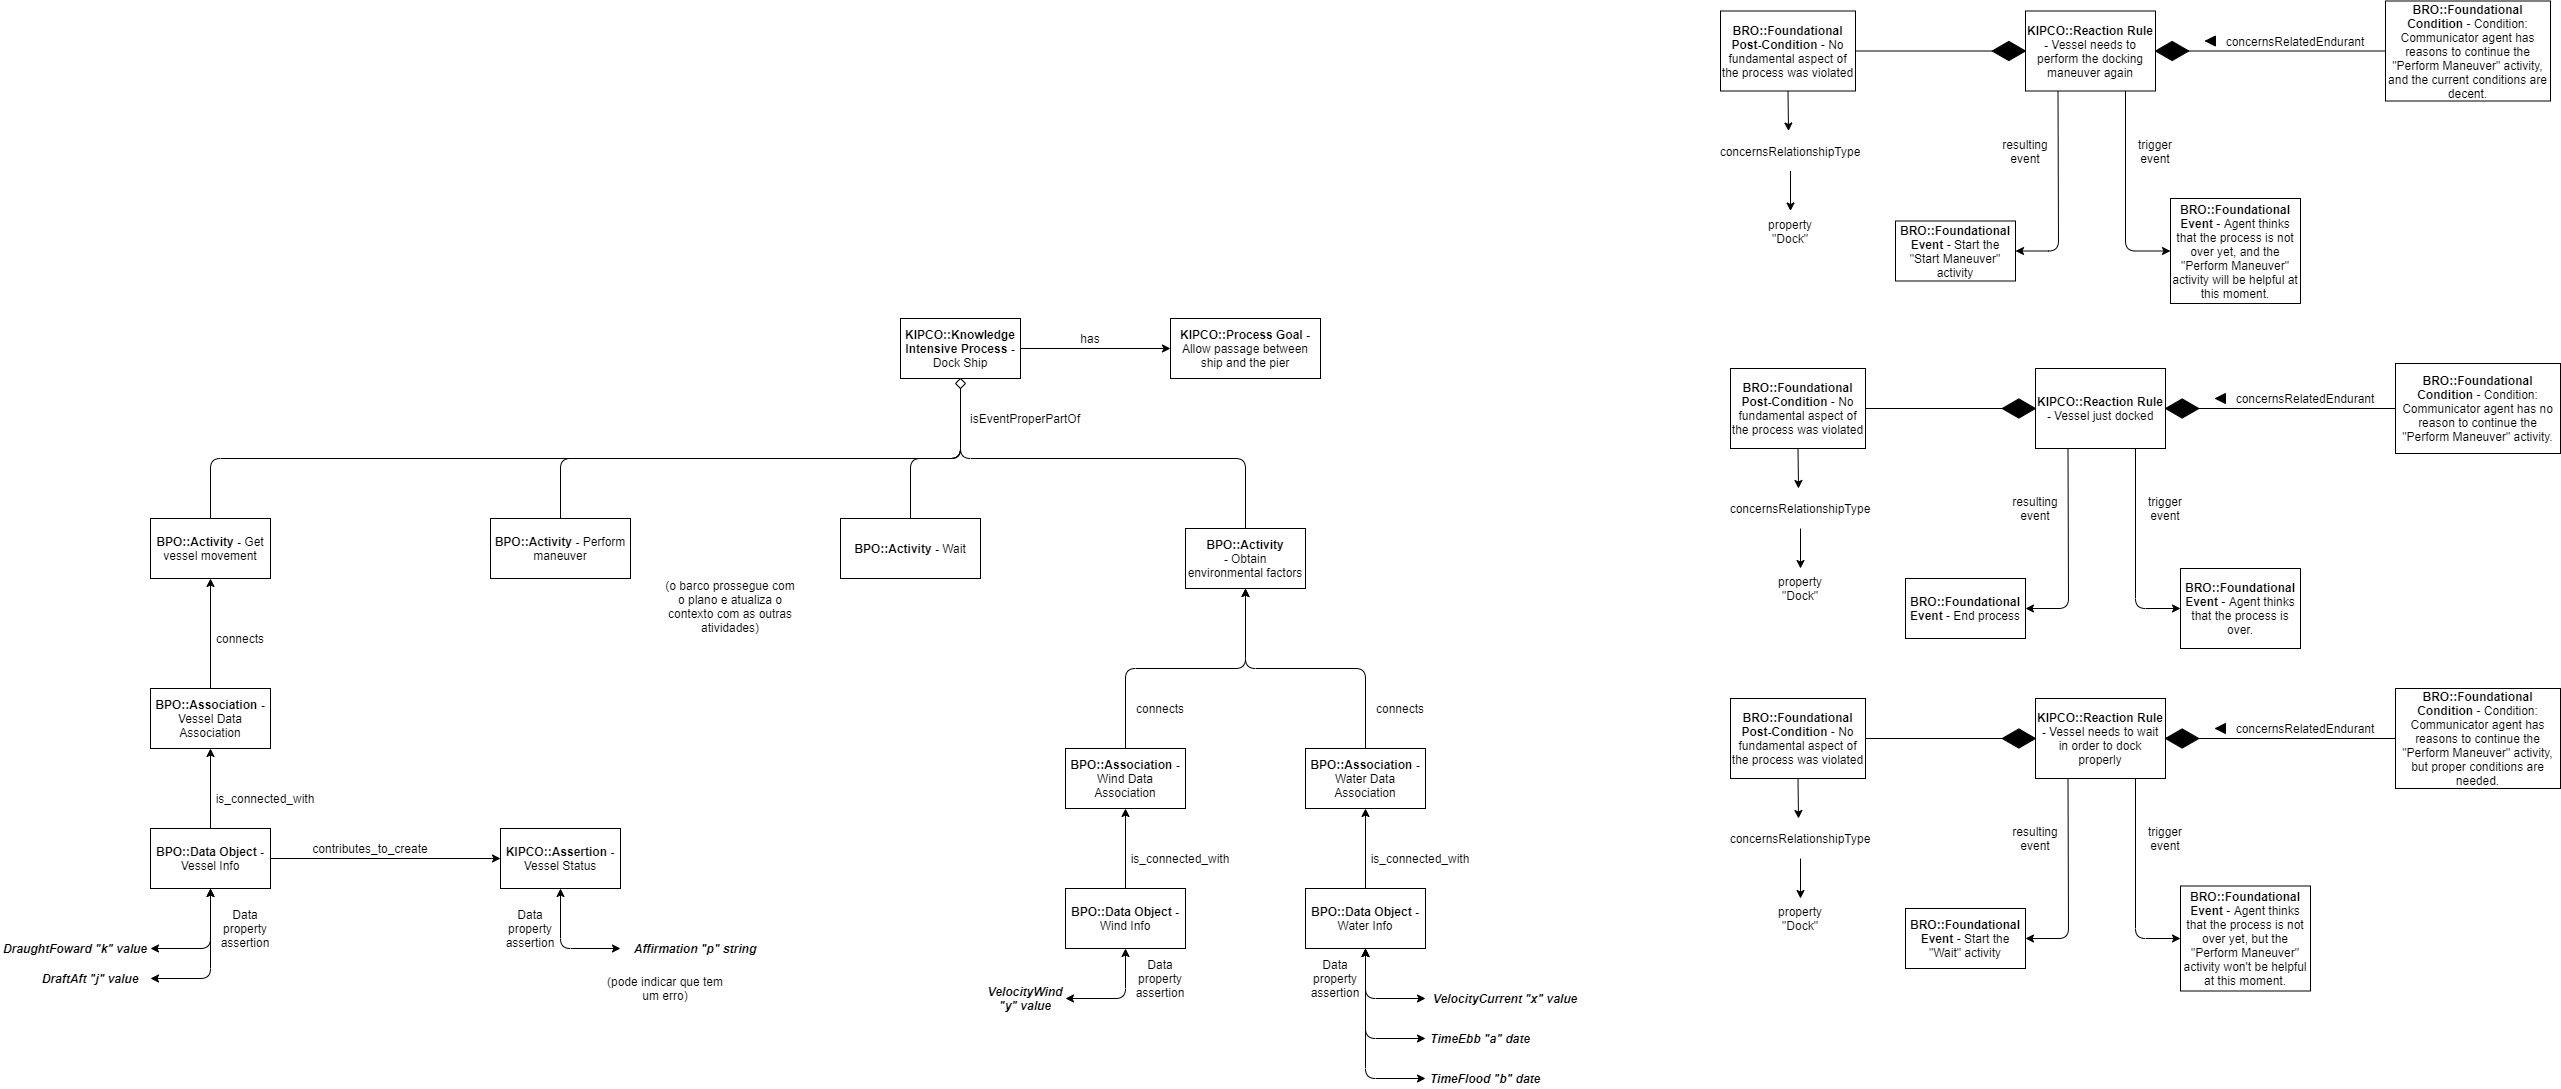 BRO::Foundational
Post-Condition - No
fundamental aspect of
the process was violated
KIPCO::Reaction Rule
- Vessel needs to
perform the docking
maneuver again
concernsRelatedEndurant
BRO::Foundational
Condition - Condition:
Communicator agent has
reasons to continue the
"Perform Maneuver" activity,
and the current conditions are
decent.
concernsRelationshipType
property
"Dock"
resulting
event
trigger
event
BRO::Foundational
Event - Start the
"Start Maneuver"
activity
BRO::Foundational
Event - Agent thinks
that the process is not
over yet, and the
"Perform Maneuver"
activity will be helpful at
this moment.
KIPCO::Knowledge
Intensive Process -
Dock Ship
has
KIPCO::Process Goal -
Allow passage between
ship and the pier
isEventProperPartOf
BPO::Activity - Get
vessel movement
BPO::Activity - Perform
maneuver
(o barco prossegue com
o plano e atualiza o
contexto com as outras
atividades)
BPO::Activity - Wait
BPO::Activity
- Obtain
environmental factors
connects
BPO::Association -
Vessel Data
Association
is_connected_with
BPO::Data Object -
Vessel Info
contributes_to_create
KIPCO::Assertion -
Vessel Status
Data
property
assertion
DraughtFoward "k" value
DraftAft "j" value
Data
property
assertion
Affirmation "p" string
(pode indicar que tem
um erro)
connects
connects
BPO::Association -
Wind Data
Association
BPO::Association -
Water Data
Association
is_connected_with
is_connected_with
BPO::Data Object -
Wind Info
BPO::Data Object -
Water Info
Data
property
assertion
VelocityWind
"y" value
Data
property
assertion
VelocityCurrent "x" value
TimeEbb "a" date
TimeFlood "b" date
BRO::Foundational
Post-Condition - No
fundamental aspect of
the process was violated
KIPCO::Reaction Rule
- Vessel just docked
concernsRelatedEndurant
BRO::Foundational
Condition - Condition:
Communicator agent has no
reason to continue the
"Perform Maneuver" activity.
concernsRelationshipType
property
"Dock"
resulting
event
trigger
event
BRO::Foundational
Event - End process
BRO::Foundational
Event - Agent thinks
that the process is
over.
BRO::Foundational
Post-Condition - No
fundamental aspect of
the process was violated
KIPCO::Reaction Rule
- Vessel needs to wait
in order to dock
properly
concernsRelatedEndurant
BRO::Foundational
Condition - Condition:
Communicator agent has
reasons to continue the
"Perform Maneuver" activity,
but proper conditions are
needed.
concernsRelationshipType
property
"Dock"
resulting
event
trigger
event
BRO::Foundational
Event - Start the
"Wait" activity
BRO::Foundational
Event - Agent thinks
that the process is not
over yet, but the
"Perform Maneuver"
activity won't be helpful
at this moment.